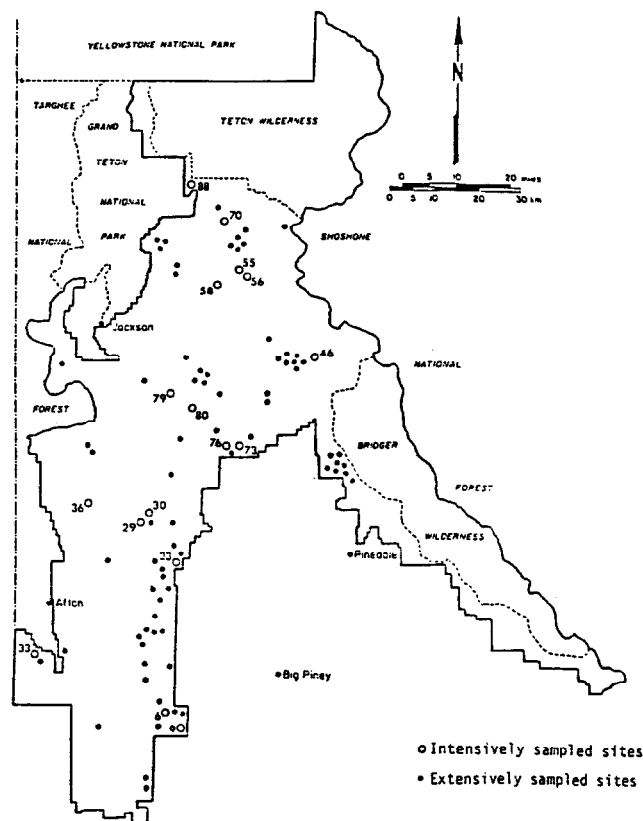 YELLOWSTONE NATIONAL PARK
TARGHEE
GRAND
TETON WILDERNESS
N
TETON
0 5 10 20 miles
0 5 10 20 30 km
88
NATIONAL
70
SHOSHONE
NATIONAL
PARK
55
56
58
Jackson
46
NATIONAL
79
FOREST
80
BRIDGER
76
73
FOREST
36
30
29
WILDERNESS
33
Pinedale
Afton
33
Big Piney
6
Intensively sampled sites
Extensively sampled sites